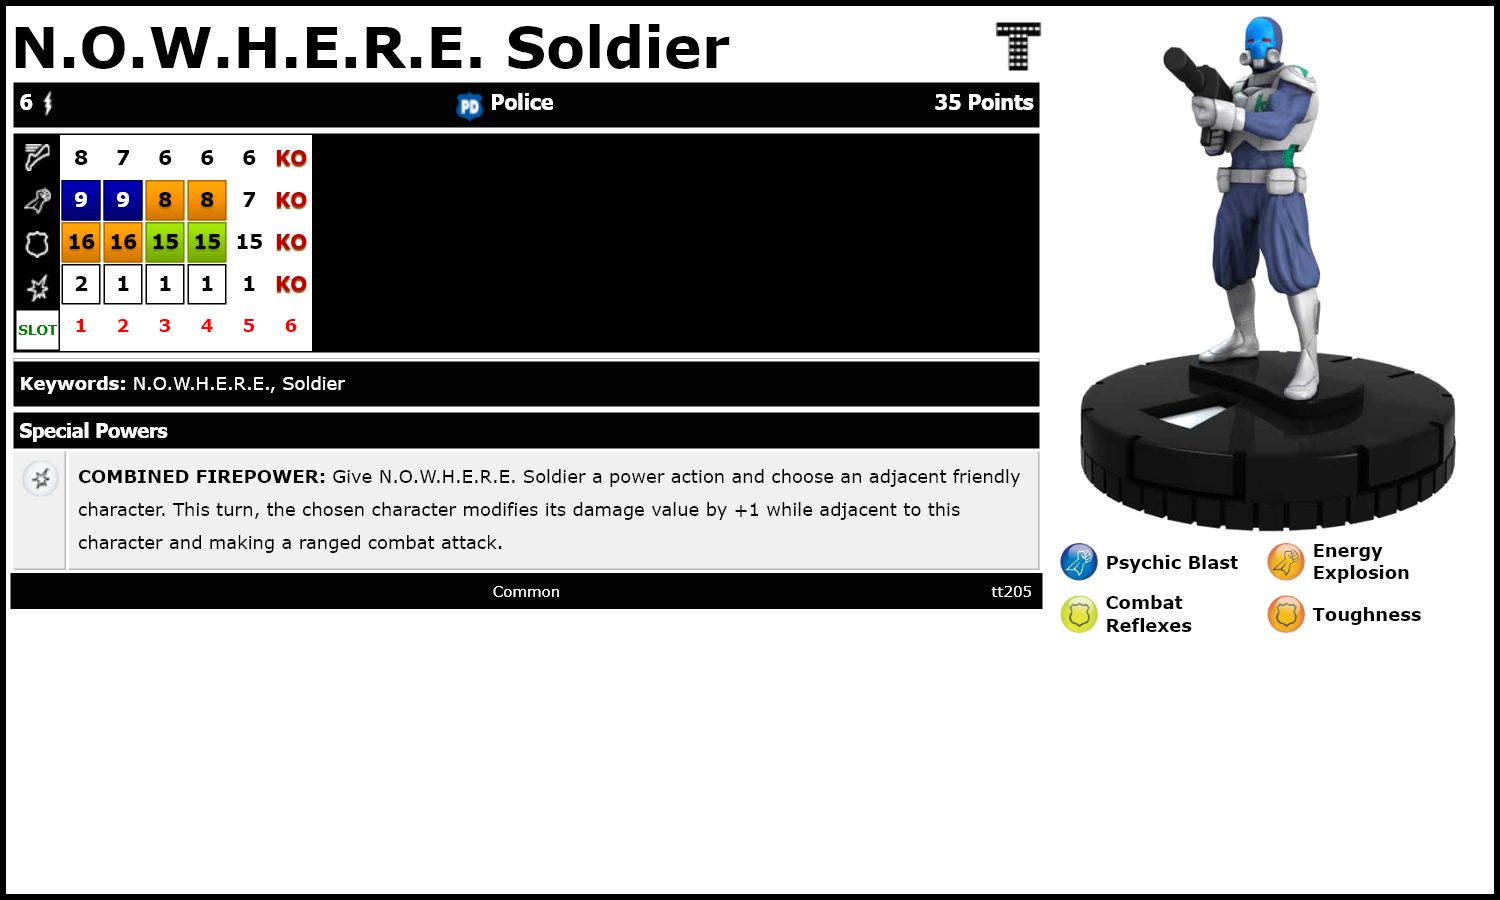 N.O.W.H.E.R.E. Soldier
T
6
PD Police
35 Points
8 7 6 6 6 KO
9 9 8 8 7 KO
16 16 15 15 15 KO
2 1 1 1 1 KO
SLOT 1 2 3 4 5 6
Keywords: N.O.W.H.E.R.E., Soldier
Special Powers
COMBINED FIREPOWER: Give N.O.W.H.E.R.E. Soldier a power action and choose an adjacent friendly
character. This turn, the chosen character modifies its damage value by +1 while adjacent to this
character and making a ranged combat attack.
Common
tt205
Psychic Blast
Energy
Explosion
Combat
Reflexes
Toughness